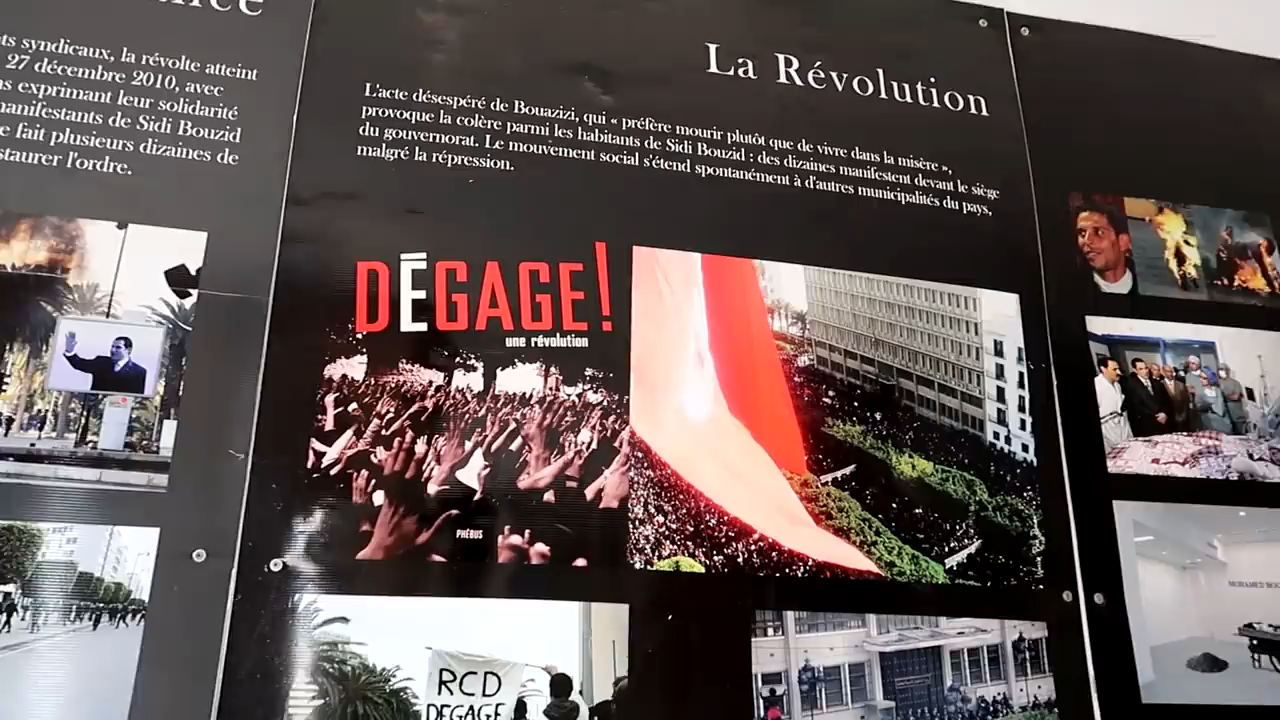 ts syndicaux, la révolte atteint
27 décembre 2010, avec
s exprimant leur solidarité
manifestants de Sidi Bouzid
e fait plusieurs dizaines de
staurer l'ordre.
La Révolution
L'acte désespéré de Bouazizi, qui « préfère mourir plutôt que de vivre dans la misère »,
provoque la colère parmi les habitants de Sidi Bouzid : des dizaines manifestent devant le siège
du gouvernorat. Le mouvement social s'étend spontanément à d'autres municipalités du pays,
malgré la répression.
DÉGAGE!
une révolution
PHÉBUS
RCD
DEGAGE
MOHAMED BOU